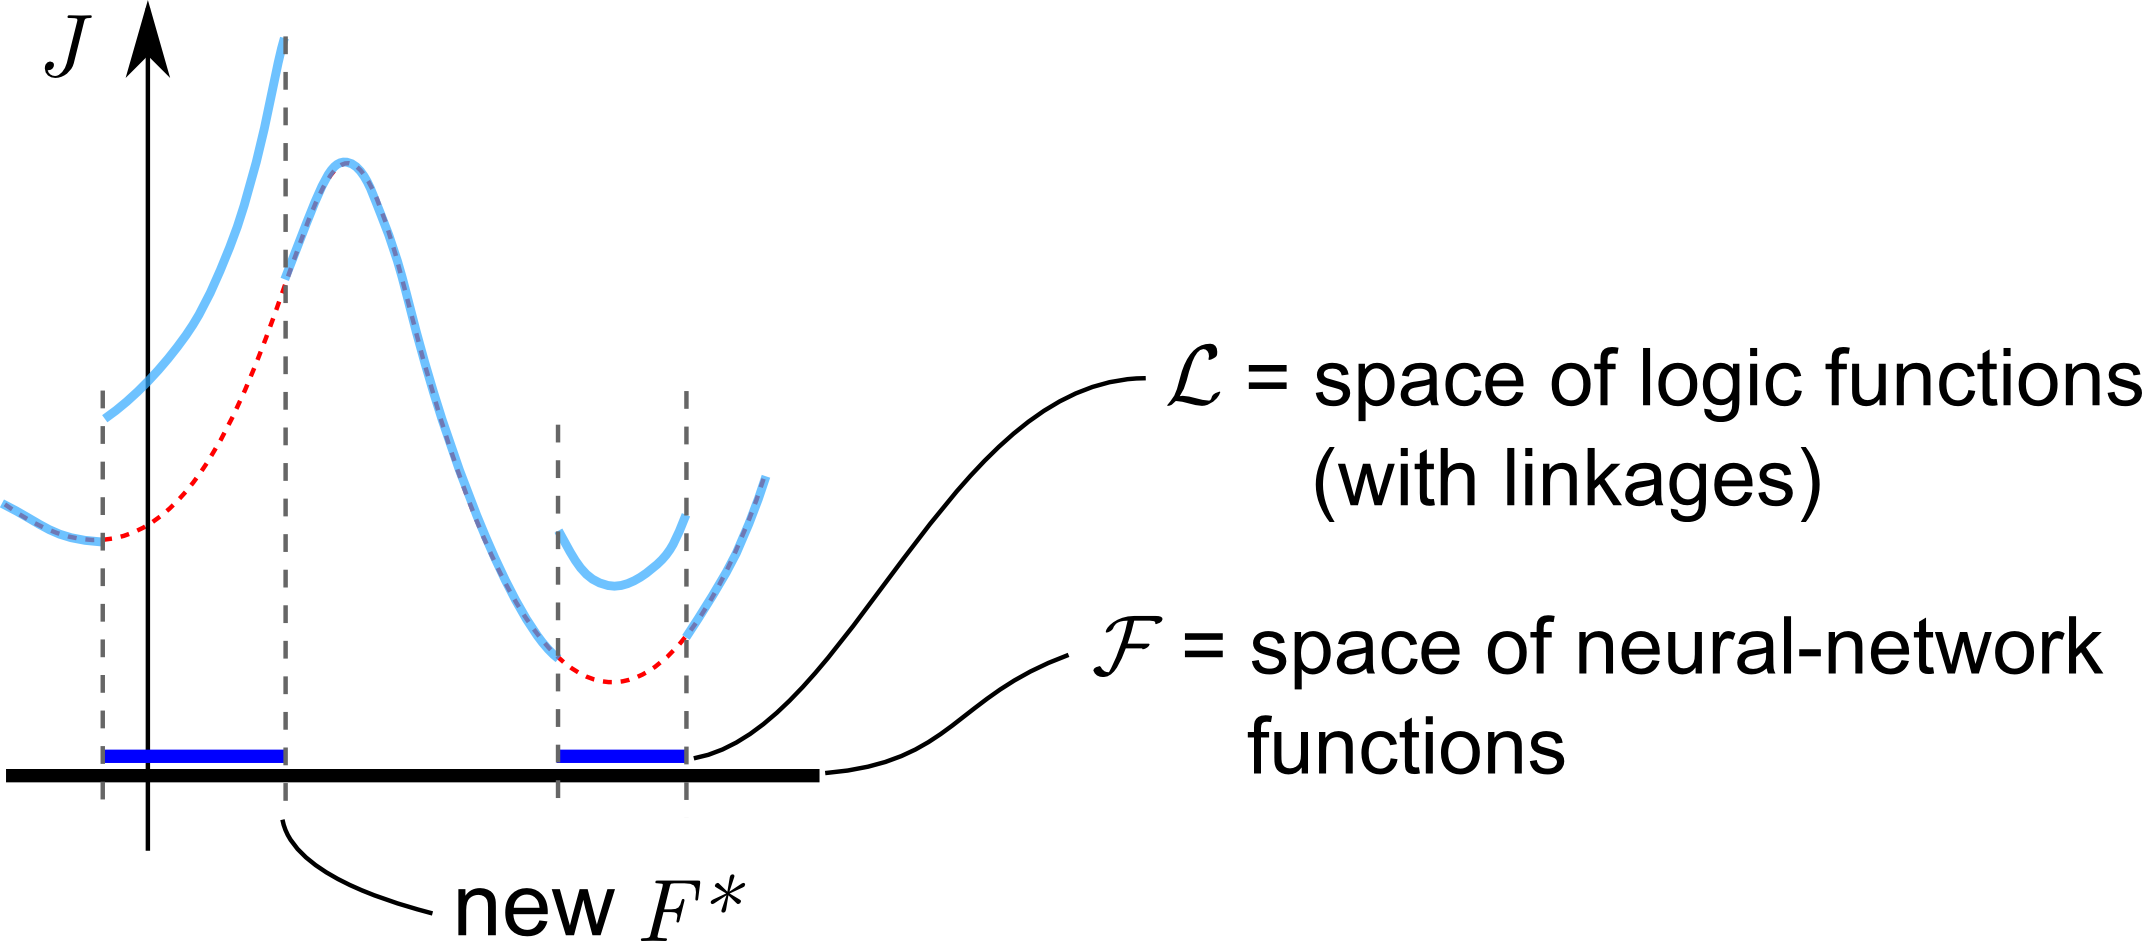 J
ℒ = space of logic functions
(with linkages)
ℱ = space of neural-network
functions
new F*